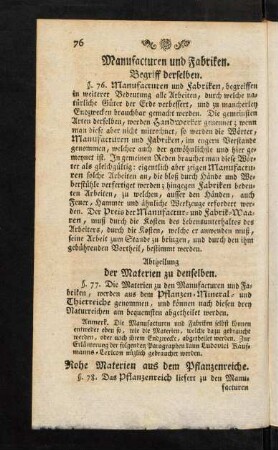 76
Manufacturen und Fabriken.
Begriff derselben.
§. 76. Manufacturen und Fabriken, begreiffen
in weiterer Bedeutung alle Arbeiten, durch welche na-
türliche Güter der Erde verbessert, und zu mancherley
Endzwecken brauchbar gemacht werden. Die gemeinsten
Arten derselben, werden Handwerker genennet; wenn
man diese aber nicht mitrechnet, so werden die Wörter,
Manufacturen und Fabriken, im engern Verstande
genommen, welcher auch der gewöhnlichste und hier ge-
meynet ist. In gemeinen Reden brauchet man diese Wör-
ter als gleichgültig: eigentlich aber zeigen Manufactu-
ren solche Arbeiten an, die bloß durch Hände und We-
berstühle verfertiget werden; hingegen Fabriken bedeu-
ten Arbeiten, zu welchen, ausser den Händen, auch
Feuer, Hammer und ähnliche Werkzeuge erfordert wer-
den. Der Preis der Manufactur- und Fabrik-Waa-
ren, muß durch die Kosten des Lebensunterhaltes des
Arbeiters, durch die Kosten, welche er anwenden muß,
seine Arbeit zum Stande zu bringen, und durch den ihm
gebührenden Vortheil, bestimmet werden.
Abtheilung
der Materien zu denselben.
§. 77. Die Materien zu den Manufacturen und Fa-
briken, werden aus dem Pflanzen-Mineral- und
Thierreiche genommen, und können nach diesen drey
Naturreichen am bequemsten abgetheilet werden.
Anmerk. Die Manufacturen und Fabriken selbst können
entweder eben so, wie die Materien, welche dazu gebraucht
werden, oder nach ihrem Endzwecke, abgetheilet werden. Zur
Erläuterung der folgenden Paragraphen kann Ludovici Kauf-
manns-Lexicon nützlich gebrauchet werden.
Rohe Materien aus dem Pflanzenreiche.
§. 78. Das Pflanzenreich liefert zu den Manu-
facturen